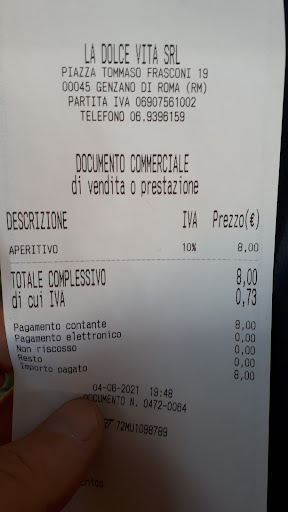 LA DOLCE VITA SRL
PIAZZA TOMMASO FRASCONI 19
00045 GENZANO DI ROMA (RM)
PARTITA IVA 06907561002
TELEFONO 06.9396159
DOCUMENTO COMMERCIALE
di vendita o prestazione
DESCRIZIONE IVA Prezzo(€)
APERITIVO 10% 8,00
TOTALE COMPLESSIVO 8,00
di cui IVA 0,73
Pagamento contante 8,00
Pagamento elettronico 0,00
Non riscosso 0,00
Resto 0,00
Importo pagato 8,00
04-06-2021 19:48
DOCUMENTO N. 0472-0064
72MU1098789